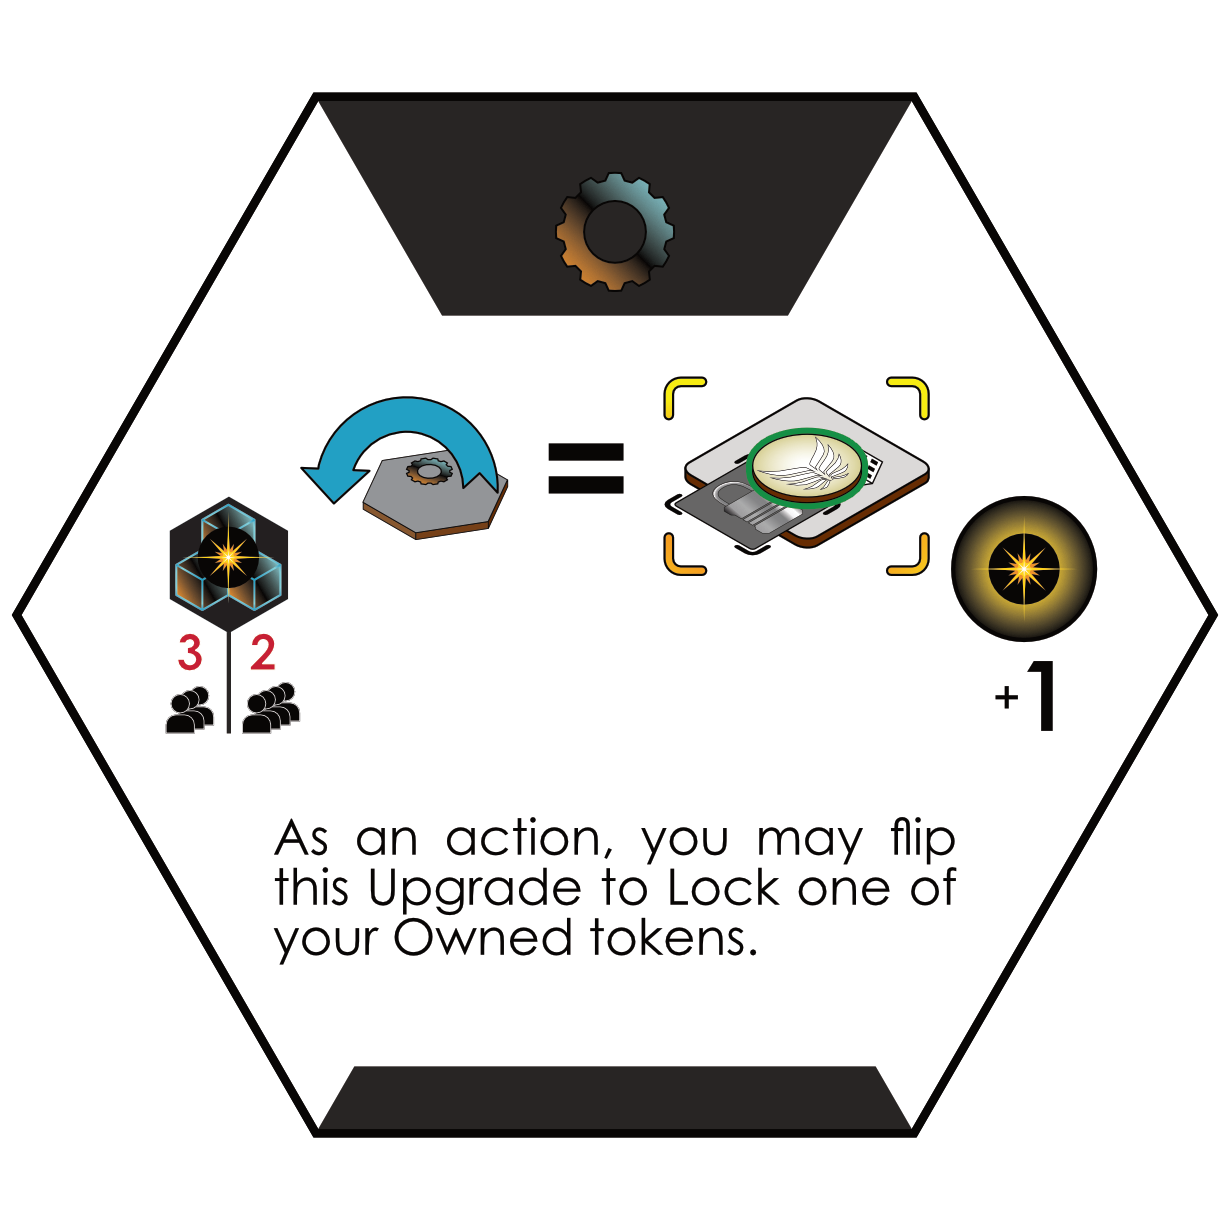 3 2
+1
As an action, you may flip
this Upgrade to Lock one of
your Owned tokens.